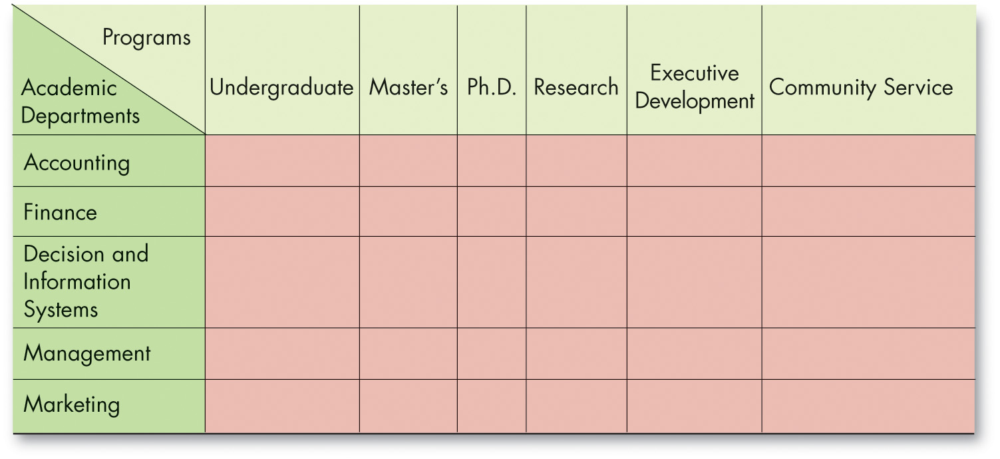 Programs
Academic
Departments
Undergraduate
Master's
Ph.D.
Research
Executive
Development
Community Service
Accounting
Finance
Decision and
Information
Systems
Management
Marketing